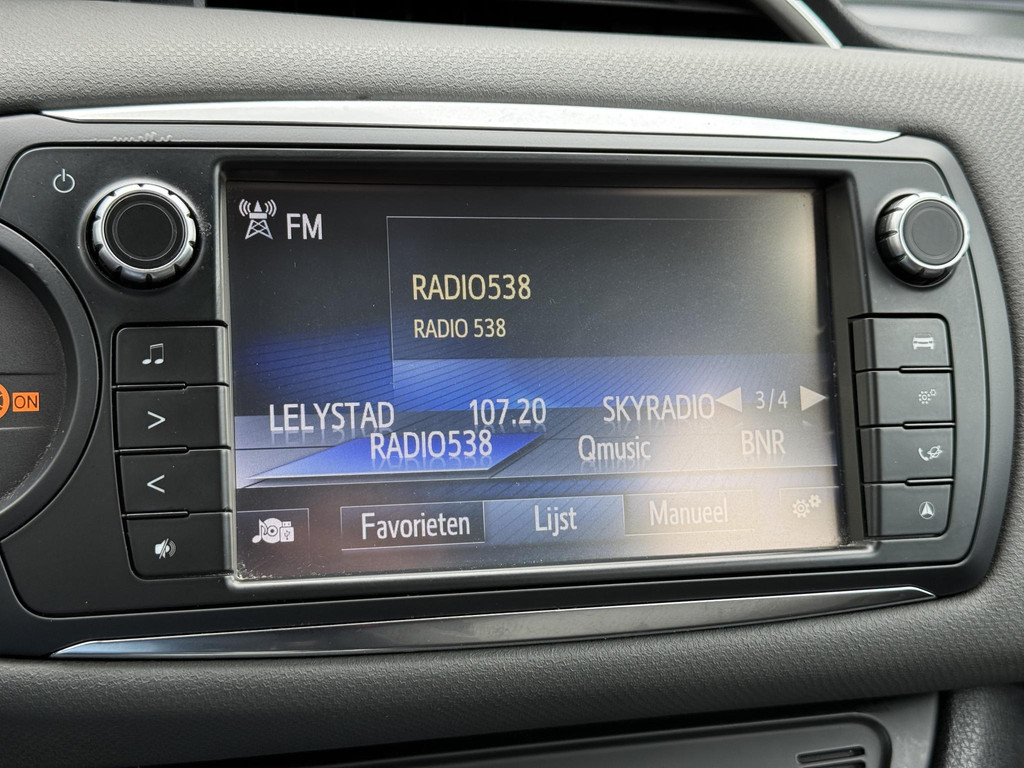 FM
RADIO538
RADIO 538
LELYSTAD 107.20 SKYRADIO 3/4
RADIO538 Qmusic BNR
Favorieten Lijst Manueel
ON